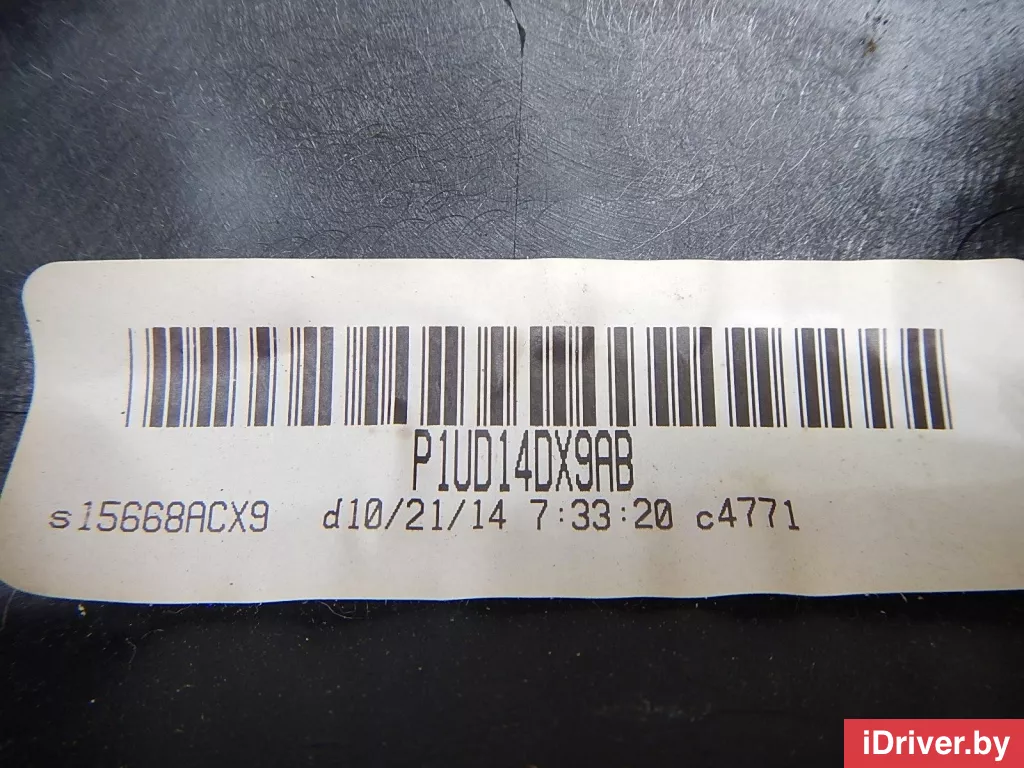 P1UD14DX9AB
s15668ACX9 d10/21/14 7:33:20 c4771
iDriver.by